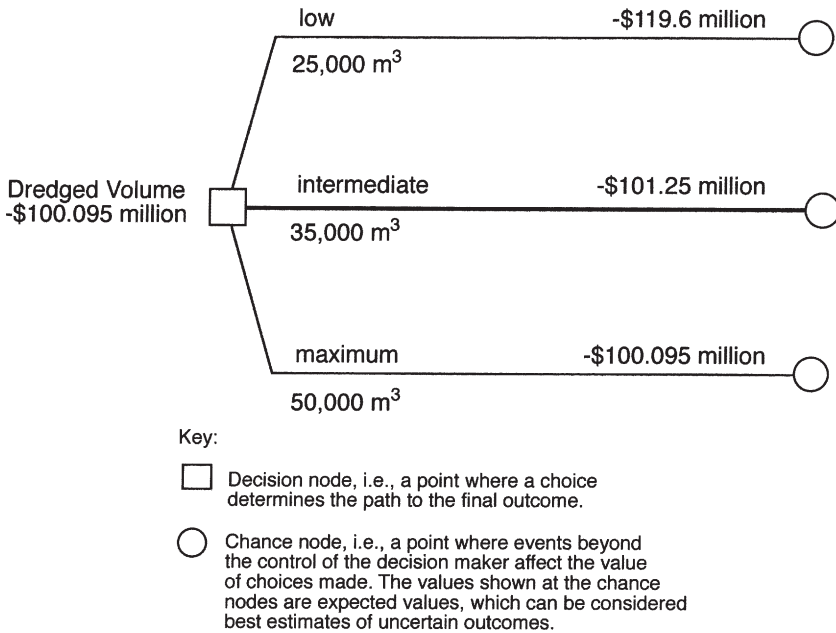 low -$119.6 million
25,000 m³
Dredged Volume
-$100.095 million
intermediate -$101.25 million
35,000 m³
maximum -$100.095 million
50,000 m³
Key:
Decision node, i.e., a point where a choice
determines the path to the final outcome.
Chance node, i.e., a point where events beyond
the control of the decision maker affect the value
of choices made. The values shown at the chance
nodes are expected values, which can be considered
best estimates of uncertain outcomes.